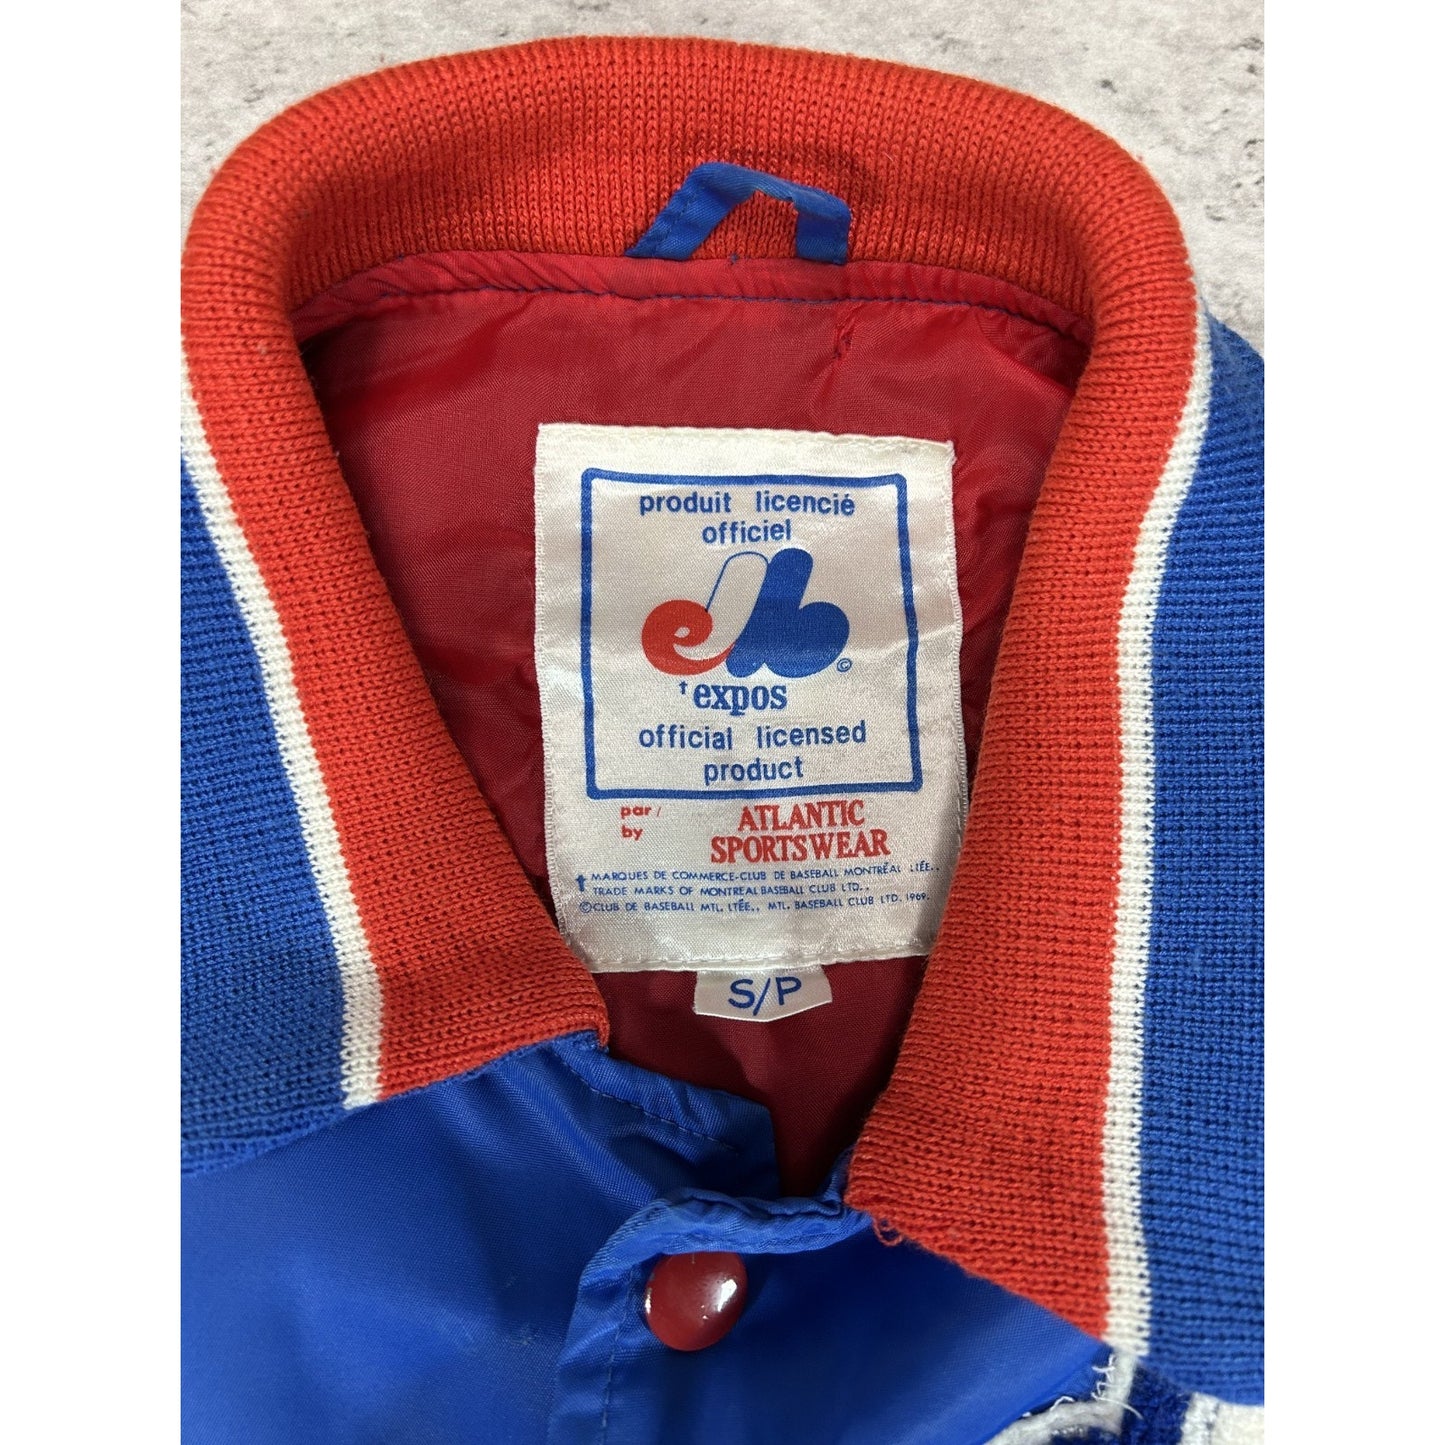 produit licencié
officiel
elb
©
†expos
official licensed
product
par /
by
ATLANTIC
SPORTSWEAR
† MARQUES DE COMMERCE-CLUB DE BASEBALL MONTRÉAL LTÉE.,
TRADE MARKS OF MONTREAL BASEBALL CLUB LTD.,
©CLUB DE BASEBALL MTL. LTÉE., MTL. BASEBALL CLUB LTD. 1969.
S/P